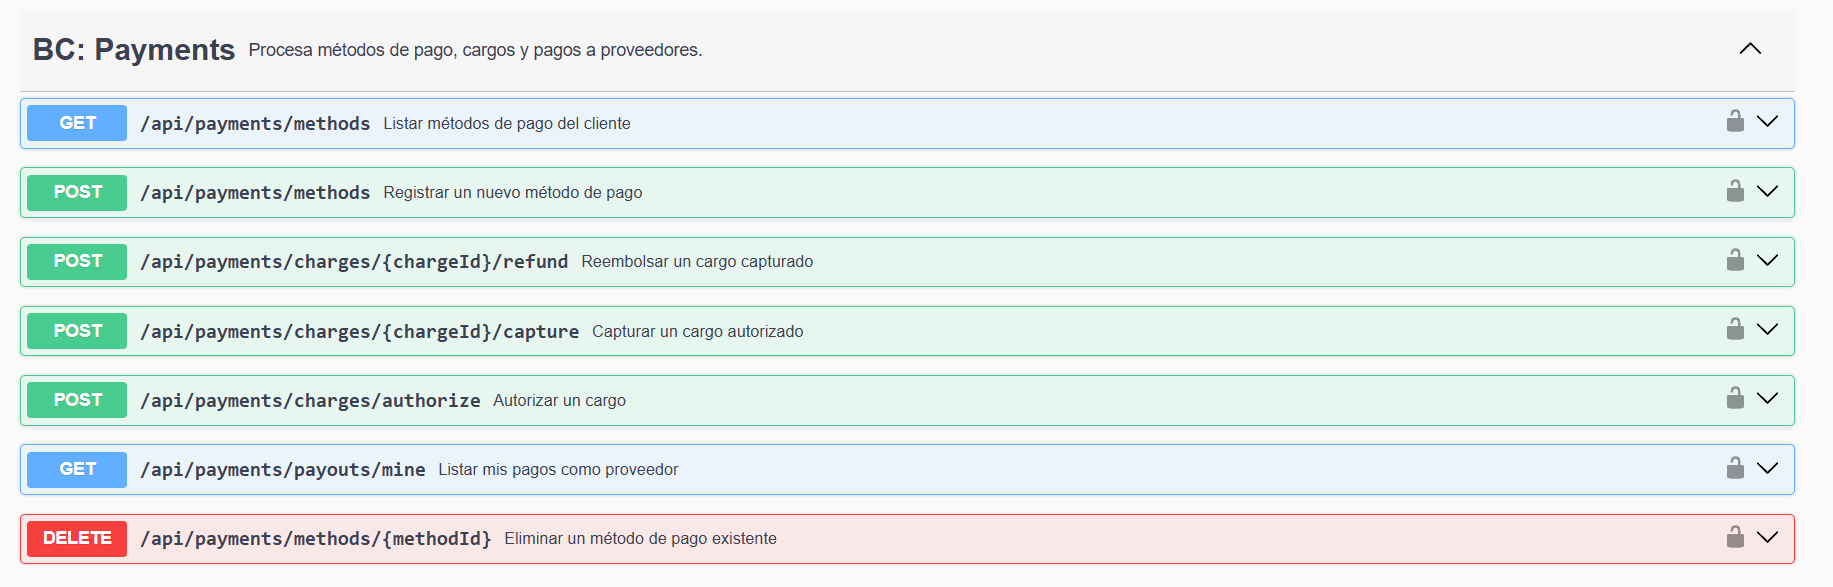 BC: Payments Procesa métodos de pago, cargos y pagos a proveedores.
GET /api/payments/methods Listar métodos de pago del cliente
POST /api/payments/methods Registrar un nuevo método de pago
POST /api/payments/charges/{chargeId}/refund Reembolsar un cargo capturado
POST /api/payments/charges/{chargeId}/capture Capturar un cargo autorizado
POST /api/payments/charges/authorize Autorizar un cargo
GET /api/payments/payouts/mine Listar mis pagos como proveedor
DELETE /api/payments/methods/{methodId} Eliminar un método de pago existente